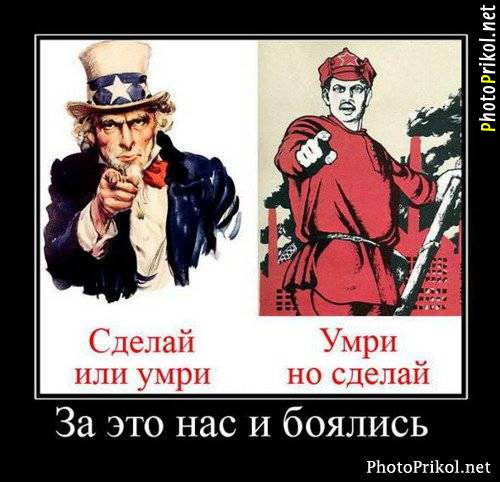 PhotoPrikol.net
Сделай
или умри
Умри
но сделай
За это нас и боялись
PhotoPrikol.net